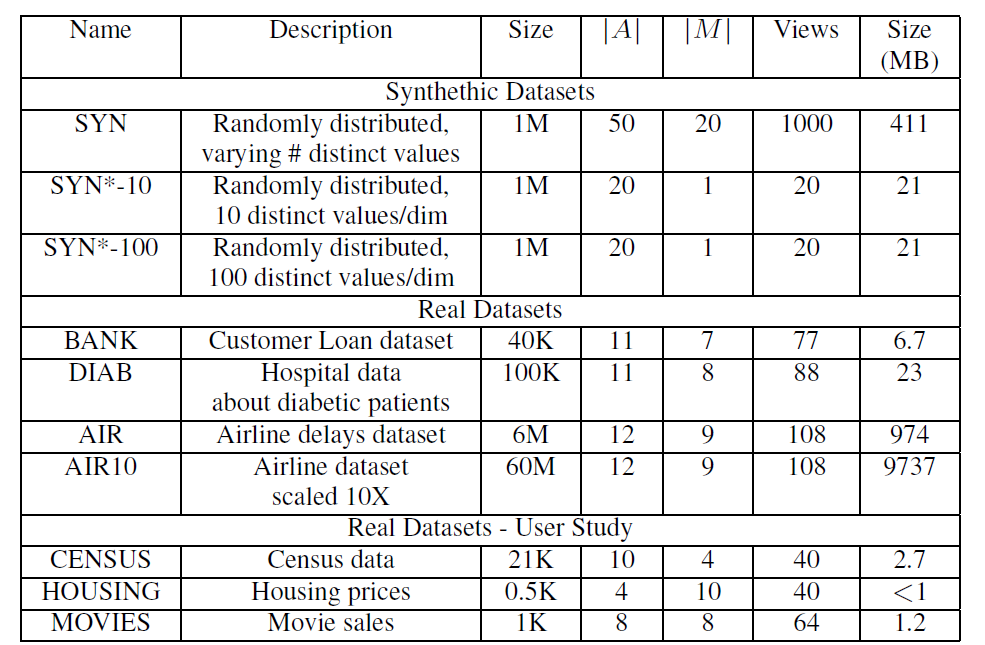 Name Description Size |A| |M| Views Size
(MB)
Synthethic Datasets
SYN Randomly distributed, 1M 50 20 1000 411
varying # distinct values
SYN*-10 Randomly distributed, 1M 20 1 20 21
10 distinct values/dim
SYN*-100 Randomly distributed, 1M 20 1 20 21
100 distinct values/dim
Real Datasets
BANK Customer Loan dataset 40K 11 7 77 6.7
DIAB Hospital data 100K 11 8 88 23
about diabetic patients
AIR Airline delays dataset 6M 12 9 108 974
AIR10 Airline dataset 60M 12 9 108 9737
scaled 10X
Real Datasets - User Study
CENSUS Census data 21K 10 4 40 2.7
HOUSING Housing prices 0.5K 4 10 40 <1
MOVIES Movie sales 1K 8 8 64 1.2